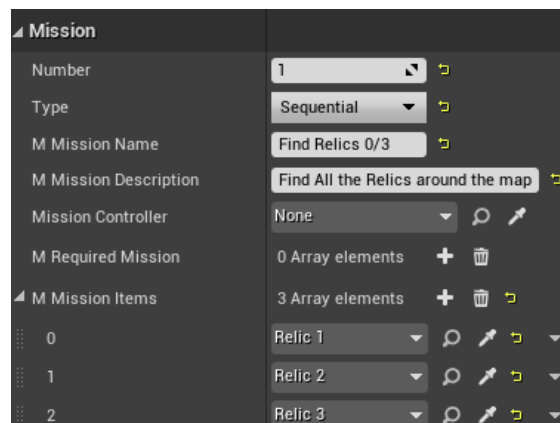 Mission
Number 1
Type Sequential
M Mission Name Find Relics 0/3
M Mission Description Find All the Relics around the map
Mission Controller None
M Required Mission 0 Array elements
M Mission Items 3 Array elements
0 Relic 1
1 Relic 2
2 Relic 3